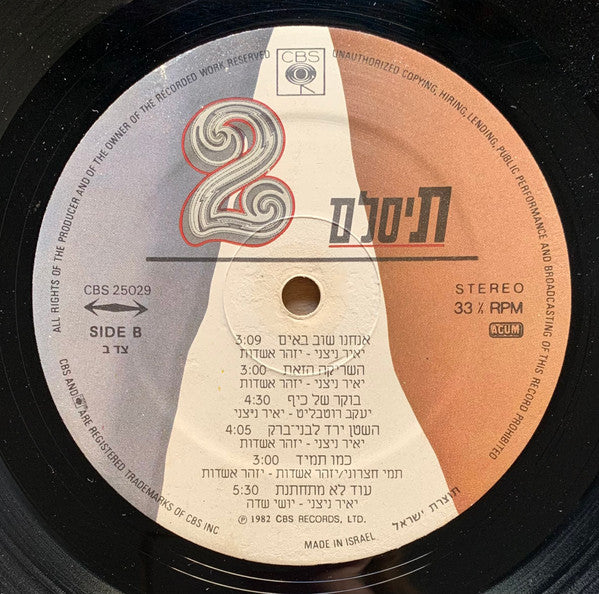 ALL RIGHTS OF THE PRODUCER AND OF THE OWNER OF THE RECORDED WORK RESERVED
UNAUTHORIZED COPYING, HIRING, LENDING, PUBLIC PERFORMANCE AND BROADCASTING OF THIS RECORD PROHIBITED
CBS
2
תיסלם
CBS 25029
STEREO
SIDE B
33⅓ RPM
צד ב
ACUM
אנחנו שוב באים 3:09
יאיר ניצני - יזהר אשדות
השריקה הזאת 3:00
יאיר ניצני - יזהר אשדות
בוקר של כיף 4:30
יעקב רוטבליט - יאיר ניצני
השטן ירד לבני-ברק 4:05
יאיר ניצני - יזהר אשדות
כמו תמיד 3:00
תמי חצרוני/יזהר אשדות - יזהר אשדות
עוד לא מתחתנת 5:30
יאיר ניצני - יושי שדה
℗ 1982 CBS RECORDS, LTD.
MADE IN ISRAEL
תוצרת ישראל
CBS AND ARE REGISTERED TRADEMARKS OF CBS INC